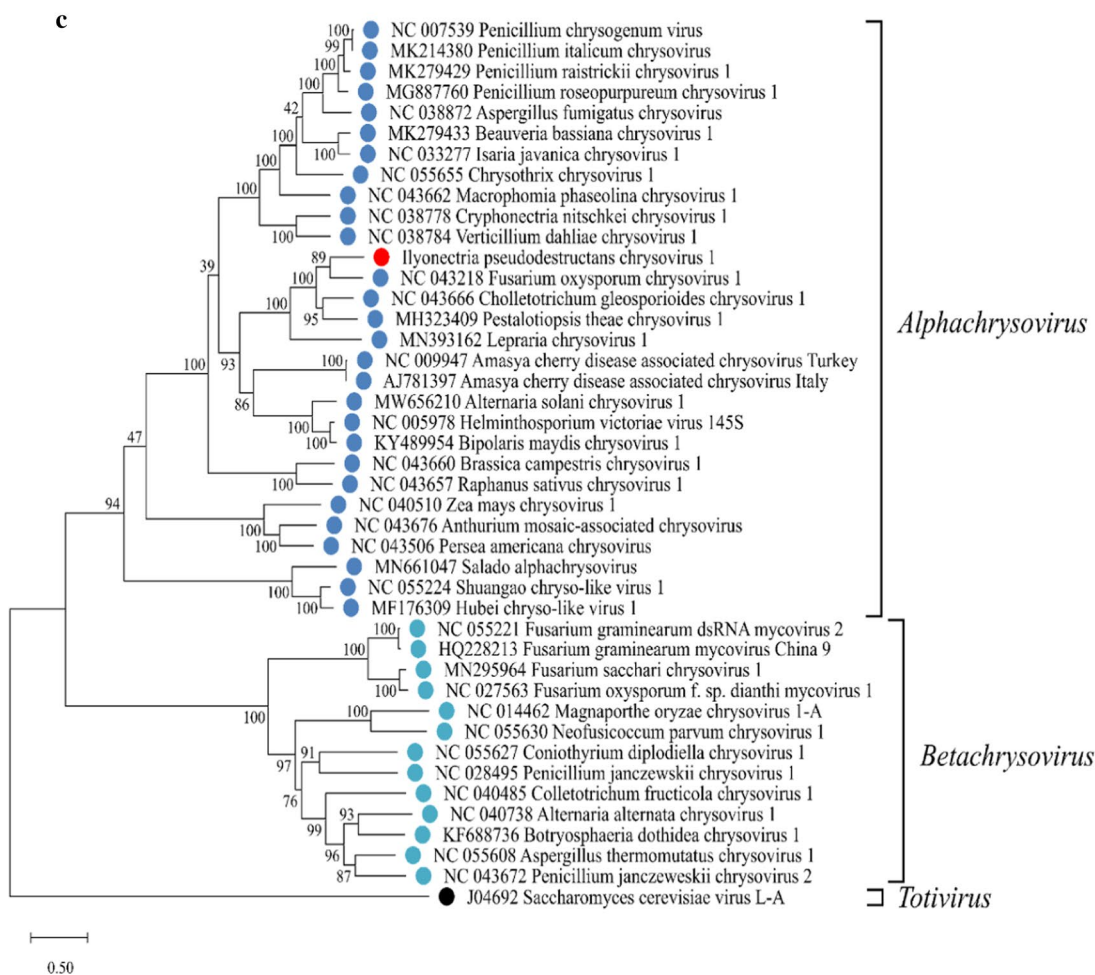 c
100
NC 007539 Penicillium chrysogenum virus
99
MK214380 Penicillium italicum chrysovirus
100
MK279429 Penicillium raistrickii chrysovirus 1
100
MG887760 Penicillium roseopurpureum chrysovirus 1
42
NC 038872 Aspergillus fumigatus chrysovirus
100
MK279433 Beauveria bassiana chrysovirus 1
100
NC 033277 Isaria javanica chrysovirus 1
100
NC 055655 Chrysothrix chrysovirus 1
100
NC 043662 Macrophomia phaseolina chrysovirus 1
NC 038778 Cryphonectria nitschkei chrysovirus 1
100
NC 038784 Verticillium dahliae chrysovirus 1
89
Ilyonectria pseudodestructans chrysovirus 1
39
NC 043218 Fusarium oxysporum chrysovirus 1
100
NC 043666 Cholletotrichum gleosporioides chrysovirus 1
95
MH323409 Pestalotiopsis theae chrysovirus 1
Alphachrysovirus
100
MN393162 Lepraria chrysovirus 1
93
100
NC 009947 Amasya cherry disease associated chrysovirus Turkey
100
AJ781397 Amasya cherry disease associated chrysovirus Italy
86
MW656210 Alternaria solani chrysovirus 1
100
NC 005978 Helminthosporium victoriae virus 145S
100
KY489954 Bipolaris maydis chrysovirus 1
47
NC 043660 Brassica campestris chrysovirus 1
100
NC 043657 Raphanus sativus chrysovirus 1
94
NC 040510 Zea mays chrysovirus 1
100
NC 043676 Anthurium mosaic-associated chrysovirus
100
NC 043506 Persea americana chrysovirus
MN661047 Salado alphachrysovirus
100
NC 055224 Shuangao chryso-like virus 1
100
MF176309 Hubei chryso-like virus 1
100
NC 055221 Fusarium graminearum dsRNA mycovirus 2
100
HQ228213 Fusarium graminearum mycovirus China 9
MN295964 Fusarium sacchari chrysovirus 1
100
NC 027563 Fusarium oxysporum f. sp. dianthi mycovirus 1
100
100
NC 014462 Magnaporthe oryzae chrysovirus 1-A
NC 055630 Neofusicoccum parvum chrysovirus 1
97
91
NC 055627 Coniothyrium diplodiella chrysovirus 1
Betachrysovirus
NC 028495 Penicillium janczewskii chrysovirus 1
76
NC 040485 Colletotrichum fructicola chrysovirus 1
99
93
NC 040738 Alternaria alternata chrysovirus 1
KF688736 Botryosphaeria dothidea chrysovirus 1
96
NC 055608 Aspergillus thermomutatus chrysovirus 1
87
NC 043672 Penicillium janczeweskii chrysovirus 2
J04692 Saccharomyces cerevisiae virus L-A
Totivirus
0.50